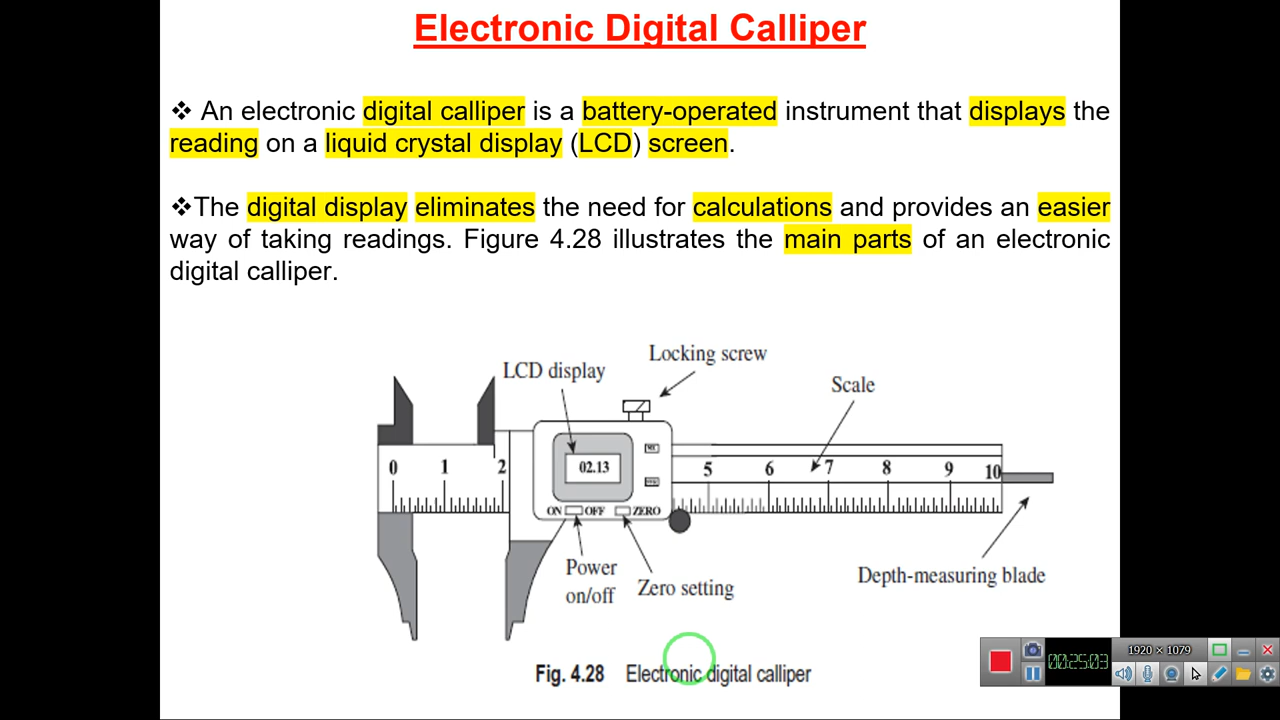 Electronic Digital Calliper
❖ An electronic digital calliper is a battery-operated instrument that displays the
reading on a liquid crystal display (LCD) screen.
❖The digital display eliminates the need for calculations and provides an easier
way of taking readings. Figure 4.28 illustrates the main parts of an electronic
digital calliper.
Locking screw
LCD display
Scale
0 1 2
02.13
5 6 7 8 9 10
ON OFF ZERO
Power
on/off
Zero setting
Depth-measuring blade
Fig. 4.28 Electronic digital calliper
1920 × 1079
00:25:03